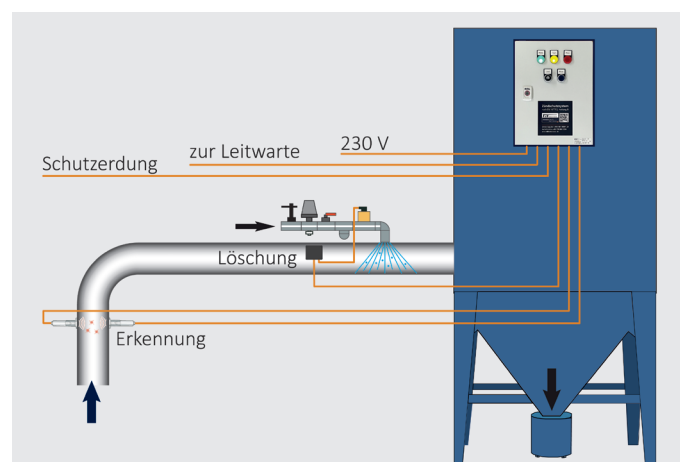 230 V
zur Leitwarte
Schutzerdung
Löschung
Erkennung